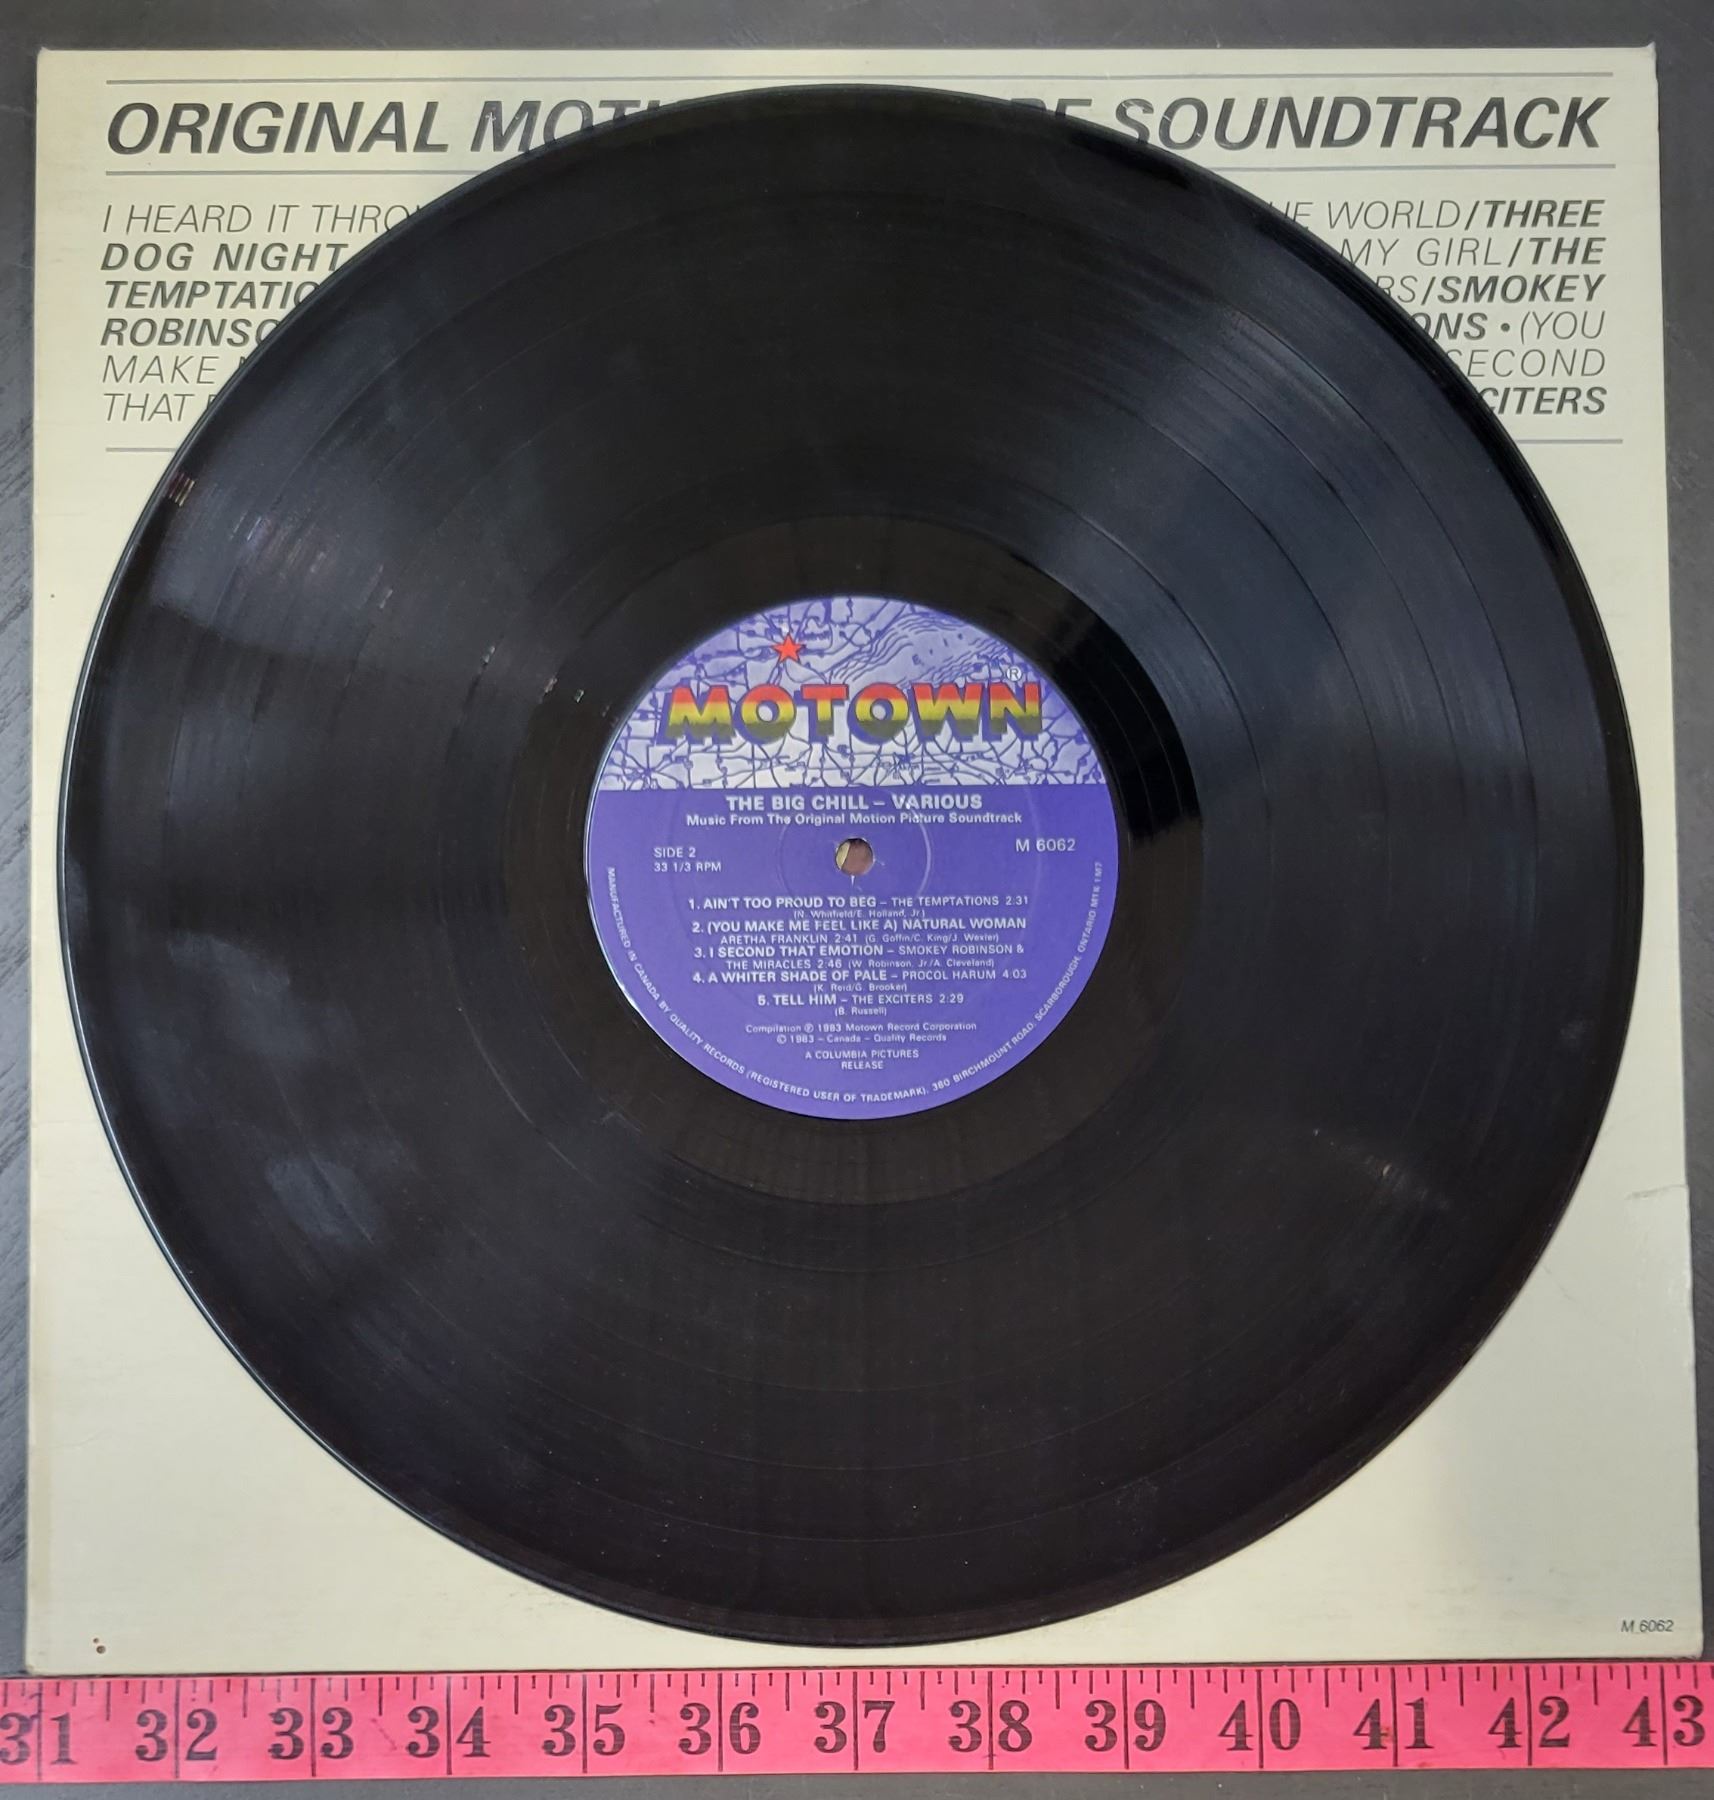 ORIGINAL MOTI RE SOUNDTRACK
I HEARD IT THRO HE WORLD/THREE
DOG NIGHT MY GIRL/THE
TEMPTATIO RS/SMOKEY
ROBINSO ONS • (YOU
MAKE SECOND
THAT CITERS
MOTOWN ®
THE BIG CHILL – VARIOUS
Music From The Original Motion Picture Soundtrack
SIDE 2
33 1/3 RPM
M 6062
1. AIN'T TOO PROUD TO BEG – THE TEMPTATIONS 2:31
(N. Whitfield/E. Holland, Jr.)
2. (YOU MAKE ME FEEL LIKE A) NATURAL WOMAN
ARETHA FRANKLIN 2:41 (G. Goffin/C. King/J. Wexler)
3. I SECOND THAT EMOTION – SMOKEY ROBINSON &
THE MIRACLES 2:46 (W. Robinson, Jr./A. Cleveland)
4. A WHITER SHADE OF PALE – PROCOL HARUM 4:03
(K. Reid/G. Brooker)
5. TELL HIM – THE EXCITERS 2:29
(B. Russell)
Compilation ℗ 1983 Motown Record Corporation
© 1983 – Canada – Quality Records
A COLUMBIA PICTURES
RELEASE
MANUFACTURED IN CANADA BY QUALITY RECORDS (REGISTERED USER OF TRADEMARK), 380 BIRCHMOUNT ROAD, SCARBOROUGH, ONTARIO M1K 1M7
M 6062
31 32 33 34 35 36 37 38 39 40 41 42 43